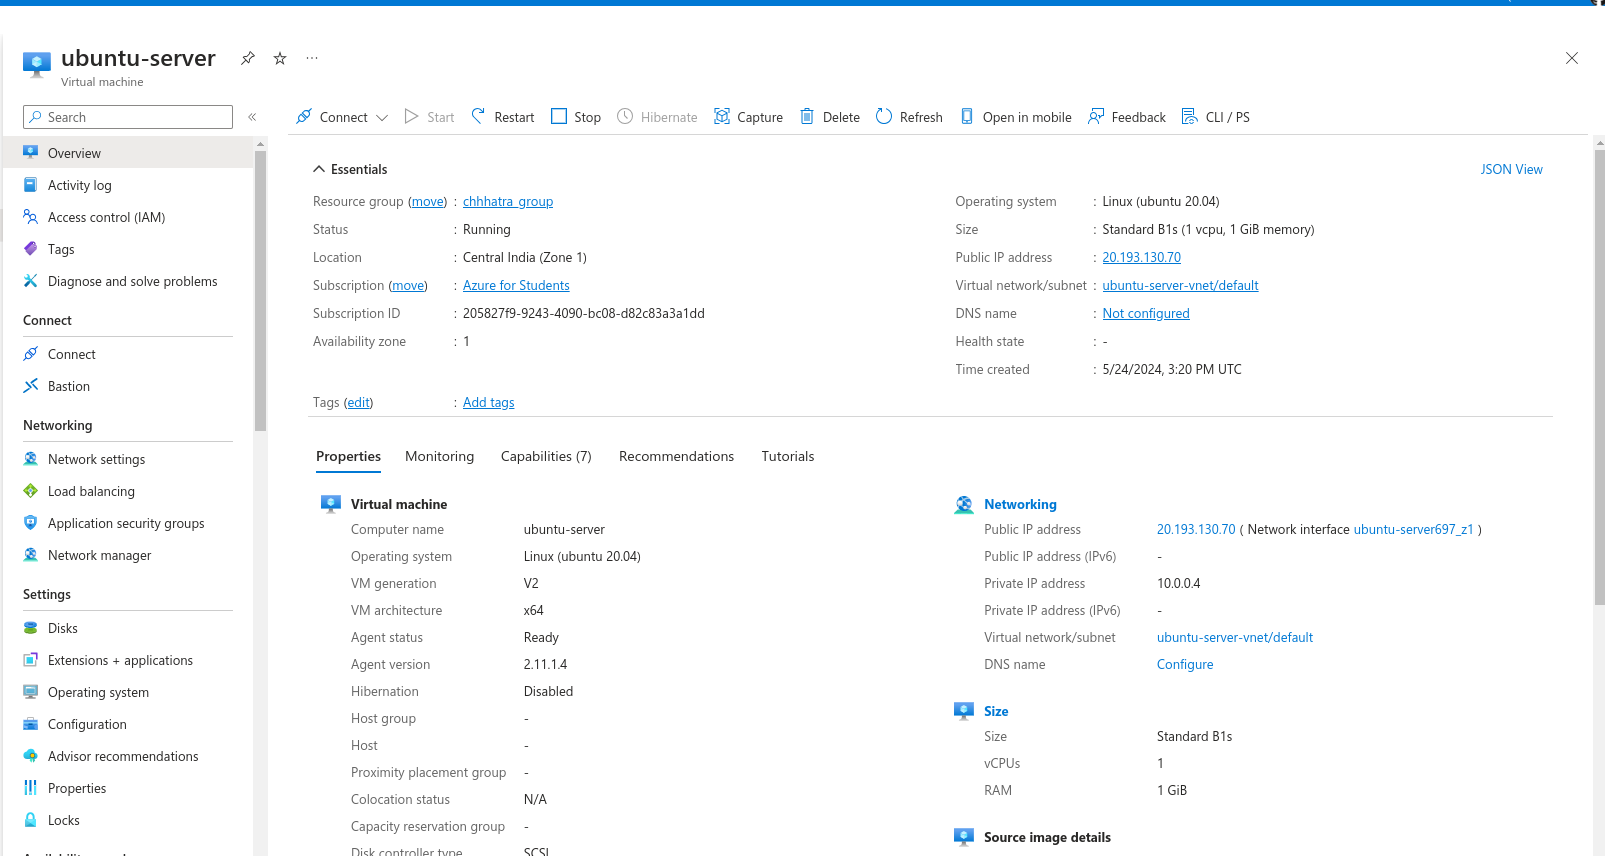 ubuntu-server
Virtual machine
Search
Connect
Start
Restart
Stop
Hibernate
Capture
Delete
Refresh
Open in mobile
Feedback
CLI / PS
Overview
Activity log
Access control (IAM)
Tags
Diagnose and solve problems
Connect
Connect
Bastion
Networking
Network settings
Load balancing
Application security groups
Network manager
Settings
Disks
Extensions + applications
Operating system
Configuration
Advisor recommendations
Properties
Locks
Essentials
JSON View
Resource group (move) : chhhatra_group
Status : Running
Location : Central India (Zone 1)
Subscription (move) : Azure for Students
Subscription ID : 205827f9-9243-4090-bc08-d82c83a3a1dd
Availability zone : 1
Operating system : Linux (ubuntu 20.04)
Size : Standard B1s (1 vcpu, 1 GiB memory)
Public IP address : 20.193.130.70
Virtual network/subnet : ubuntu-server-vnet/default
DNS name : Not configured
Health state : -
Time created : 5/24/2024, 3:20 PM UTC
Tags (edit) : Add tags
Properties
Monitoring
Capabilities (7)
Recommendations
Tutorials
Virtual machine
Computer name ubuntu-server
Operating system Linux (ubuntu 20.04)
VM generation V2
VM architecture x64
Agent status Ready
Agent version 2.11.1.4
Hibernation Disabled
Host group -
Host -
Proximity placement group -
Colocation status N/A
Capacity reservation group -
Disk controller type SCSI
Networking
Public IP address 20.193.130.70 ( Network interface ubuntu-server697_z1 )
Public IP address (IPv6) -
Private IP address 10.0.0.4
Private IP address (IPv6) -
Virtual network/subnet ubuntu-server-vnet/default
DNS name Configure
Size
Size Standard B1s
vCPUs 1
RAM 1 GiB
Source image details